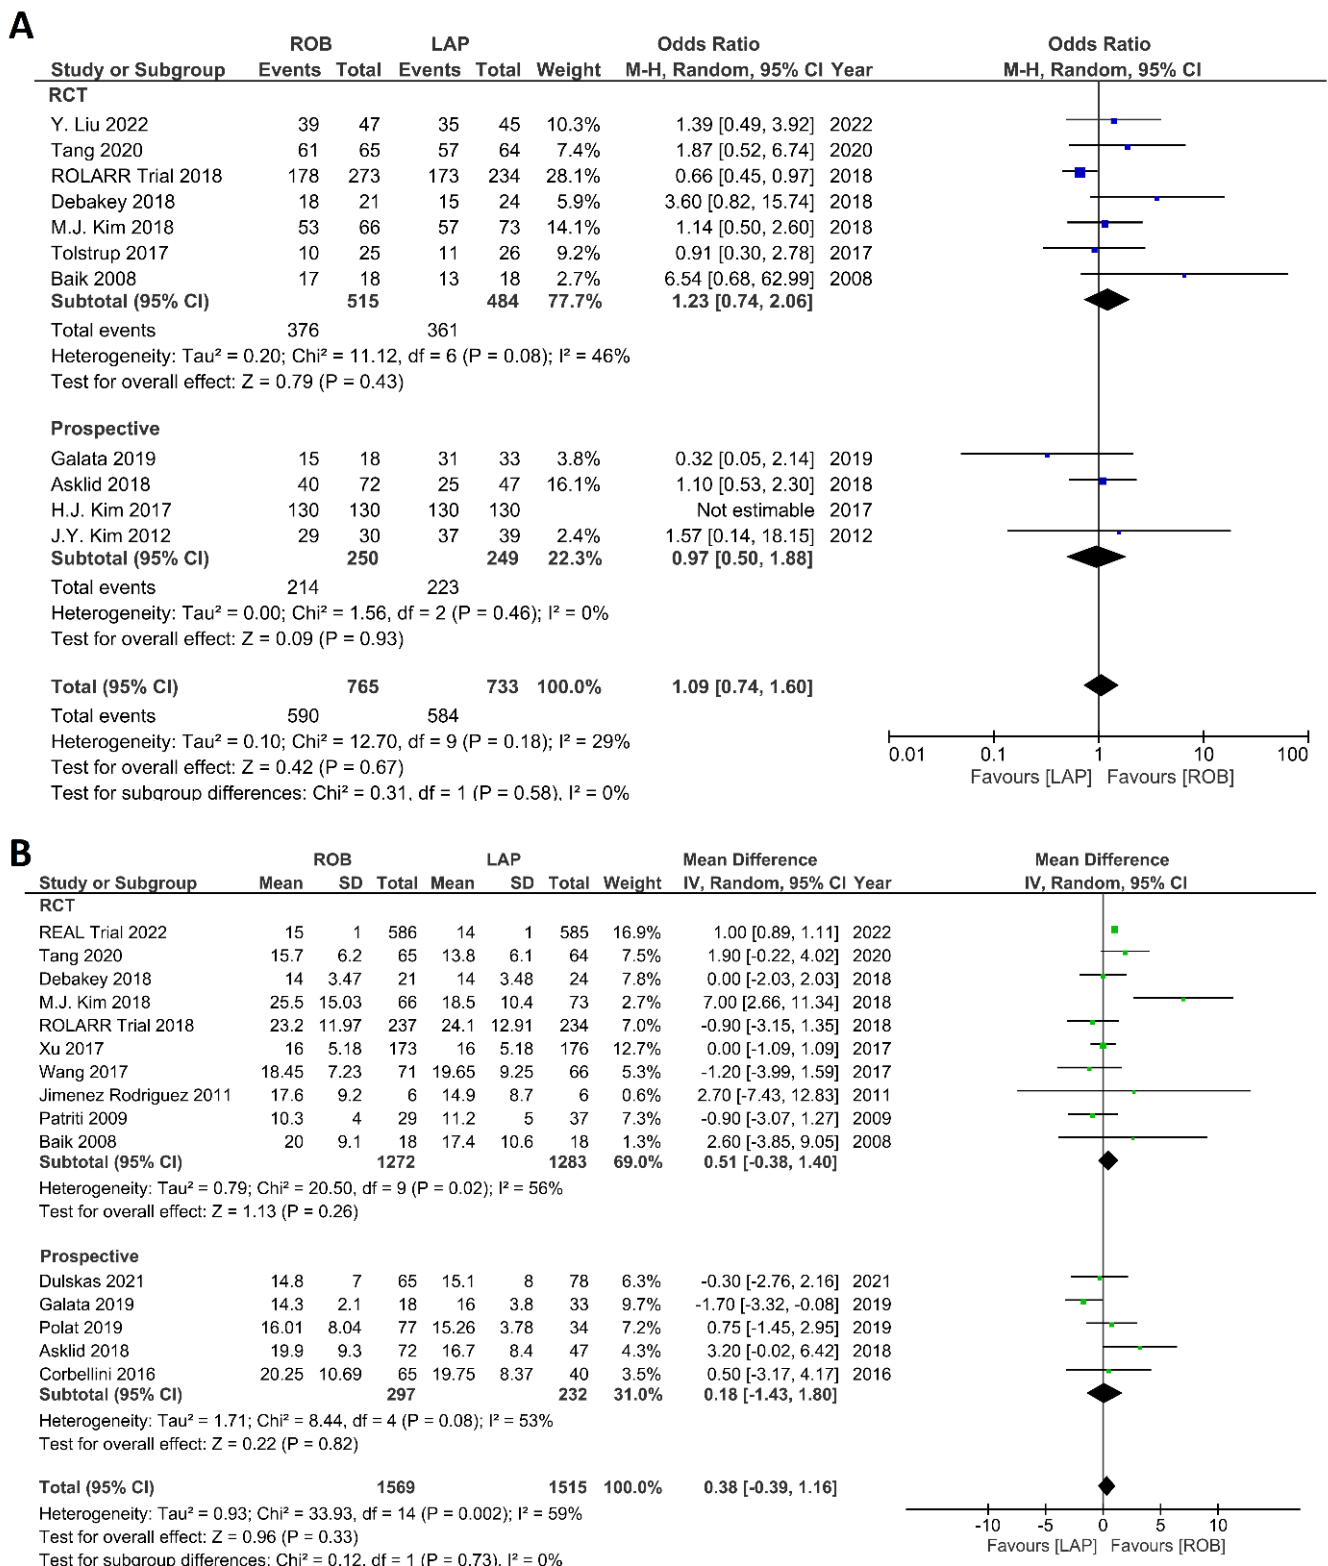 A
ROB LAP Odds Ratio Odds Ratio
Study or Subgroup Events Total Events Total Weight M-H, Random, 95% CI Year M-H, Random, 95% CI
RCT
Y. Liu 2022 39 47 35 45 10.3% 1.39 [0.49, 3.92] 2022
Tang 2020 61 65 57 64 7.4% 1.87 [0.52, 6.74] 2020
ROLARR Trial 2018 178 273 173 234 28.1% 0.66 [0.45, 0.97] 2018
Debakey 2018 18 21 15 24 5.9% 3.60 [0.82, 15.74] 2018
M.J. Kim 2018 53 66 57 73 14.1% 1.14 [0.50, 2.60] 2018
Tolstrup 2017 10 25 11 26 9.2% 0.91 [0.30, 2.78] 2017
Baik 2008 17 18 13 18 2.7% 6.54 [0.68, 62.99] 2008
Subtotal (95% CI) 515 484 77.7% 1.23 [0.74, 2.06]
Total events 376 361
Heterogeneity: Tau² = 0.20; Chi² = 11.12, df = 6 (P = 0.08); I² = 46%
Test for overall effect: Z = 0.79 (P = 0.43)
Prospective
Galata 2019 15 18 31 33 3.8% 0.32 [0.05, 2.14] 2019
Asklid 2018 40 72 25 47 16.1% 1.10 [0.53, 2.30] 2018
H.J. Kim 2017 130 130 130 130 Not estimable 2017
J.Y. Kim 2012 29 30 37 39 2.4% 1.57 [0.14, 18.15] 2012
Subtotal (95% CI) 250 249 22.3% 0.97 [0.50, 1.88]
Total events 214 223
Heterogeneity: Tau² = 0.00; Chi² = 1.56, df = 2 (P = 0.46); I² = 0%
Test for overall effect: Z = 0.09 (P = 0.93)
Total (95% CI) 765 733 100.0% 1.09 [0.74, 1.60]
Total events 590 584
Heterogeneity: Tau² = 0.10; Chi² = 12.70, df = 9 (P = 0.18); I² = 29%
Test for overall effect: Z = 0.42 (P = 0.67)
Test for subgroup differences: Chi² = 0.31, df = 1 (P = 0.58), I² = 0%
0.01 0.1 1 10 100
Favours [LAP] Favours [ROB]
B
ROB LAP Mean Difference Mean Difference
Study or Subgroup Mean SD Total Mean SD Total Weight IV, Random, 95% CI Year IV, Random, 95% CI
RCT
REAL Trial 2022 15 1 586 14 1 585 16.9% 1.00 [0.89, 1.11] 2022
Tang 2020 15.7 6.2 65 13.8 6.1 64 7.5% 1.90 [-0.22, 4.02] 2020
Debakey 2018 14 3.47 21 14 3.48 24 7.8% 0.00 [-2.03, 2.03] 2018
M.J. Kim 2018 25.5 15.03 66 18.5 10.4 73 2.7% 7.00 [2.66, 11.34] 2018
ROLARR Trial 2018 23.2 11.97 237 24.1 12.91 234 7.0% -0.90 [-3.15, 1.35] 2018
Xu 2017 16 5.18 173 16 5.18 176 12.7% 0.00 [-1.09, 1.09] 2017
Wang 2017 18.45 7.23 71 19.65 9.25 66 5.3% -1.20 [-3.99, 1.59] 2017
Jimenez Rodriguez 2011 17.6 9.2 6 14.9 8.7 6 0.6% 2.70 [-7.43, 12.83] 2011
Patriti 2009 10.3 4 29 11.2 5 37 7.3% -0.90 [-3.07, 1.27] 2009
Baik 2008 20 9.1 18 17.4 10.6 18 1.3% 2.60 [-3.85, 9.05] 2008
Subtotal (95% CI) 1272 1283 69.0% 0.51 [-0.38, 1.40]
Heterogeneity: Tau² = 0.79; Chi² = 20.50, df = 9 (P = 0.02); I² = 56%
Test for overall effect: Z = 1.13 (P = 0.26)
Prospective
Dulskas 2021 14.8 7 65 15.1 8 78 6.3% -0.30 [-2.76, 2.16] 2021
Galata 2019 14.3 2.1 18 16 3.8 33 9.7% -1.70 [-3.32, -0.08] 2019
Polat 2019 16.01 8.04 77 15.26 3.78 34 7.2% 0.75 [-1.45, 2.95] 2019
Asklid 2018 19.9 9.3 72 16.7 8.4 47 4.3% 3.20 [-0.02, 6.42] 2018
Corbellini 2016 20.25 10.69 65 19.75 8.37 40 3.5% 0.50 [-3.17, 4.17] 2016
Subtotal (95% CI) 297 232 31.0% 0.18 [-1.43, 1.80]
Heterogeneity: Tau² = 1.71; Chi² = 8.44, df = 4 (P = 0.08); I² = 53%
Test for overall effect: Z = 0.22 (P = 0.82)
Total (95% CI) 1569 1515 100.0% 0.38 [-0.39, 1.16]
Heterogeneity: Tau² = 0.93; Chi² = 33.93, df = 14 (P = 0.002); I² = 59%
Test for overall effect: Z = 0.96 (P = 0.33)
Test for subgroup differences: Chi² = 0.12, df = 1 (P = 0.73), I² = 0%
-10 -5 0 5 10
Favours [LAP] Favours [ROB]